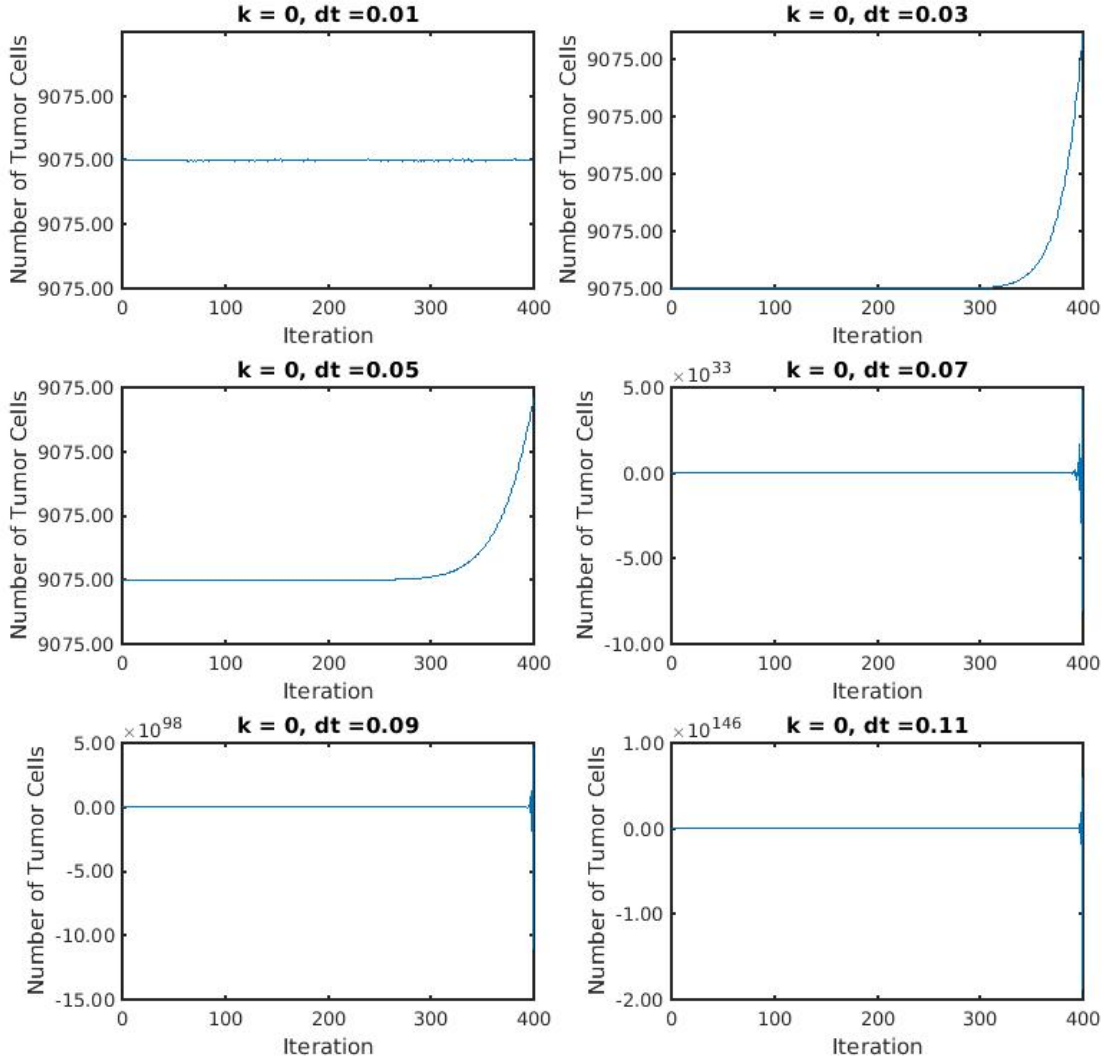 k = 0, dt =0.01
Number of Tumor Cells
9075.00
9075.00
9075.00
9075.00
0 100 200 300 400
Iteration
k = 0, dt =0.03
Number of Tumor Cells
9075.00
9075.00
9075.00
9075.00
9075.00
0 100 200 300 400
Iteration
k = 0, dt =0.05
Number of Tumor Cells
9075.00
9075.00
9075.00
9075.00
9075.00
0 100 200 300 400
Iteration
k = 0, dt =0.07
×10^33
Number of Tumor Cells
5.00
0.00
-5.00
-10.00
0 100 200 300 400
Iteration
k = 0, dt =0.09
×10^98
Number of Tumor Cells
5.00
0.00
-5.00
-10.00
-15.00
0 100 200 300 400
Iteration
k = 0, dt =0.11
×10^146
Number of Tumor Cells
1.00
0.00
-1.00
-2.00
0 100 200 300 400
Iteration